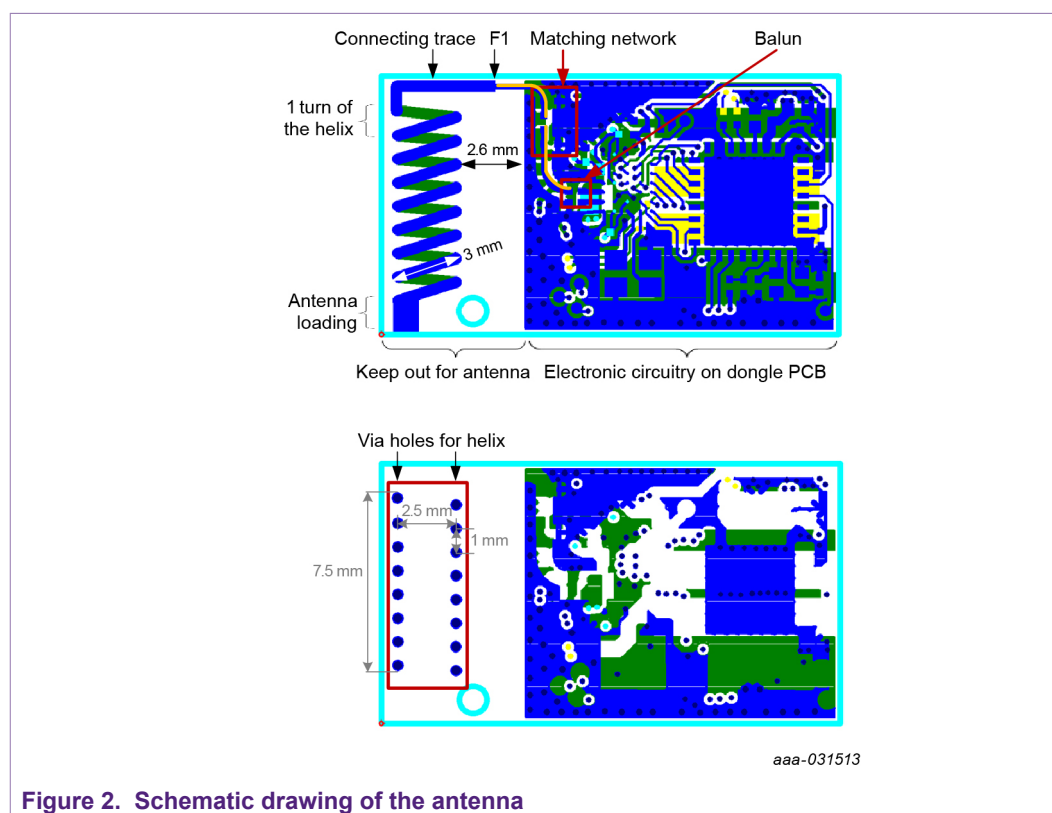 Connecting trace F1 Matching network Balun
1 turn of
the helix
2.6 mm
3 mm
Antenna
loading
Keep out for antenna Electronic circuitry on dongle PCB
Via holes for helix
2.5 mm
1 mm
7.5 mm
aaa-031513
Figure 2. Schematic drawing of the antenna